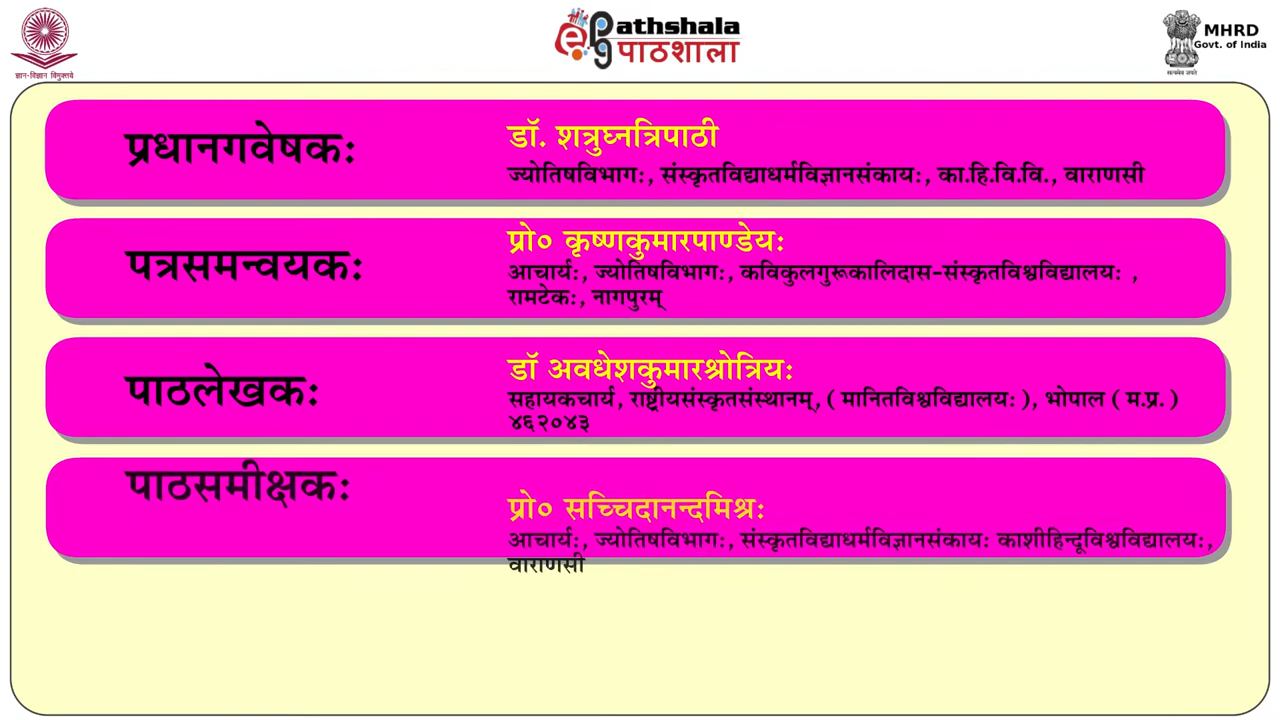 ePathshala
पाठशाला
ज्ञान-विज्ञान विमुक्तये
MHRD
Govt. of India
सत्यमेव जयते
प्रधानगवेषकः
डॉ. शत्रुघ्नत्रिपाठी
ज्योतिषविभागः, संस्कृतविद्याधर्मविज्ञानसंकायः, का.हि.वि.वि., वाराणसी
पत्रसमन्वयकः
प्रो० कृष्णकुमारपाण्डेयः
आचार्यः, ज्योतिषविभागः, कविकुलगुरूकालिदास-संस्कृतविश्वविद्यालयः ,
रामटेकः, नागपुरम्
पाठलेखकः
डॉ अवधेशकुमारश्रोत्रियः
सहायकचार्य, राष्ट्रीयसंस्कृतसंस्थानम्, ( मानितविश्वविद्यालयः ), भोपाल ( म.प्र. )
४६२०४३
पाठसमीक्षकः
प्रो० सच्चिदानन्दमिश्रः
आचार्यः, ज्योतिषविभागः, संस्कृतविद्याधर्मविज्ञानसंकायः काशीहिन्दूविश्वविद्यालयः,
वाराणसी